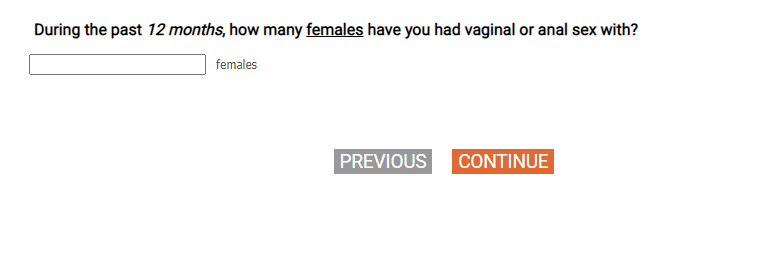 During the past 12 months, how many females have you had vaginal or anal sex with?
females
PREVIOUS CONTINUE